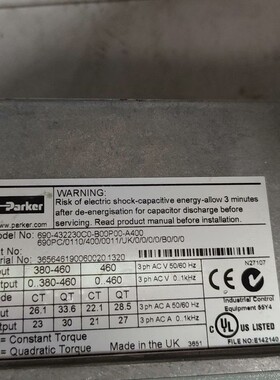 Parker
www.parker.com
WARNING:
Risk of electric shock-capacitive energy-allow 3 minutes
after de-energisation for capacitor discharge before
servicing. Read product manual before installation.
odel No: 690-432230C0-B00P00-A400
690PC/0110/400/0011/UK/0/0/0/0/B0/0/0
nt No:
erial No: 3656461900600201320
put 380-460 460 3 ph AC V 50/60 Hz
tput 0..380-460 0..460 3 ph AC V 0..1kHz
CT QT CT QT
put 26.1 33.6 22.1 28.5 3 ph AC A 50/60 Hz
tput 23 30 21 27 3 ph AC A 0..1kHz
= Constant Torque
= Quadratic Torque
Made in the UK 3651
N27107
C UL US
LISTED
Industrial Control
Equipment 55Y4
FILE No: E142140